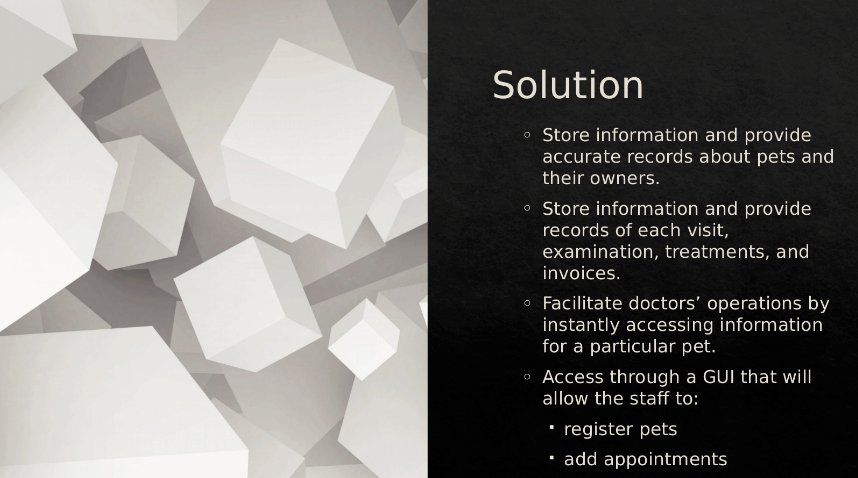 Solution
◦ Store information and provide
accurate records about pets and
their owners.
◦ Store information and provide
records of each visit,
examination, treatments, and
invoices.
◦ Facilitate doctors’ operations by
instantly accessing information
for a particular pet.
◦ Access through a GUI that will
allow the staff to:
▪ register pets
▪ add appointments